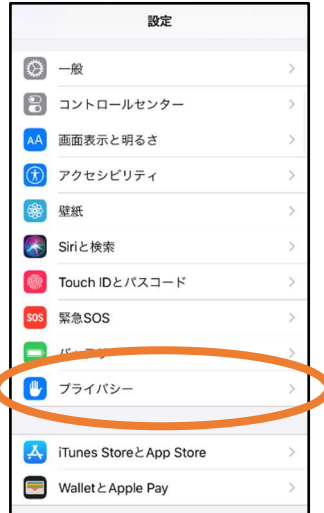 設定
一般
コントロールセンター
AA 画面表示と明るさ
アクセシビリティ
壁紙
Siriと検索
Touch IDとパスコード
SOS 緊急SOS
プライバシー
iTunes StoreとApp Store
WalletとApple Pay